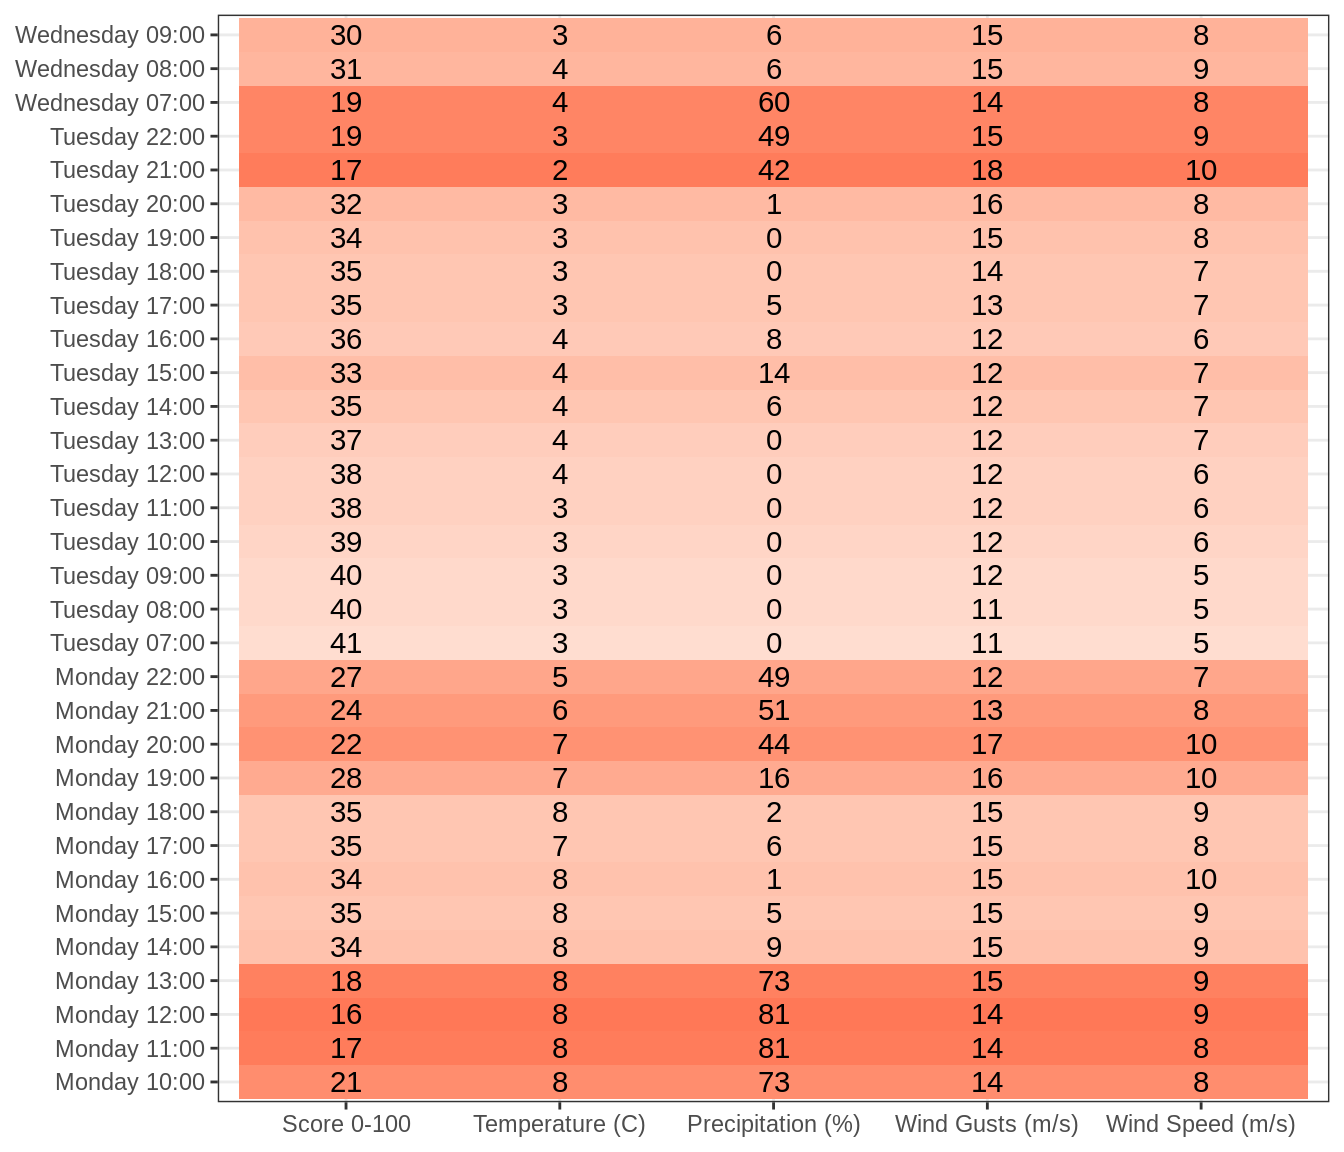 Wednesday 09:00 30 3 6 15 8
Wednesday 08:00 31 4 6 15 9
Wednesday 07:00 19 4 60 14 8
Tuesday 22:00 19 3 49 15 9
Tuesday 21:00 17 2 42 18 10
Tuesday 20:00 32 3 1 16 8
Tuesday 19:00 34 3 0 15 8
Tuesday 18:00 35 3 0 14 7
Tuesday 17:00 35 3 5 13 7
Tuesday 16:00 36 4 8 12 6
Tuesday 15:00 33 4 14 12 7
Tuesday 14:00 35 4 6 12 7
Tuesday 13:00 37 4 0 12 7
Tuesday 12:00 38 4 0 12 6
Tuesday 11:00 38 3 0 12 6
Tuesday 10:00 39 3 0 12 6
Tuesday 09:00 40 3 0 12 5
Tuesday 08:00 40 3 0 11 5
Tuesday 07:00 41 3 0 11 5
Monday 22:00 27 5 49 12 7
Monday 21:00 24 6 51 13 8
Monday 20:00 22 7 44 17 10
Monday 19:00 28 7 16 16 10
Monday 18:00 35 8 2 15 9
Monday 17:00 35 7 6 15 8
Monday 16:00 34 8 1 15 10
Monday 15:00 35 8 5 15 9
Monday 14:00 34 8 9 15 9
Monday 13:00 18 8 73 15 9
Monday 12:00 16 8 81 14 9
Monday 11:00 17 8 81 14 8
Monday 10:00 21 8 73 14 8
Score 0-100 Temperature (C) Precipitation (%) Wind Gusts (m/s) Wind Speed (m/s)